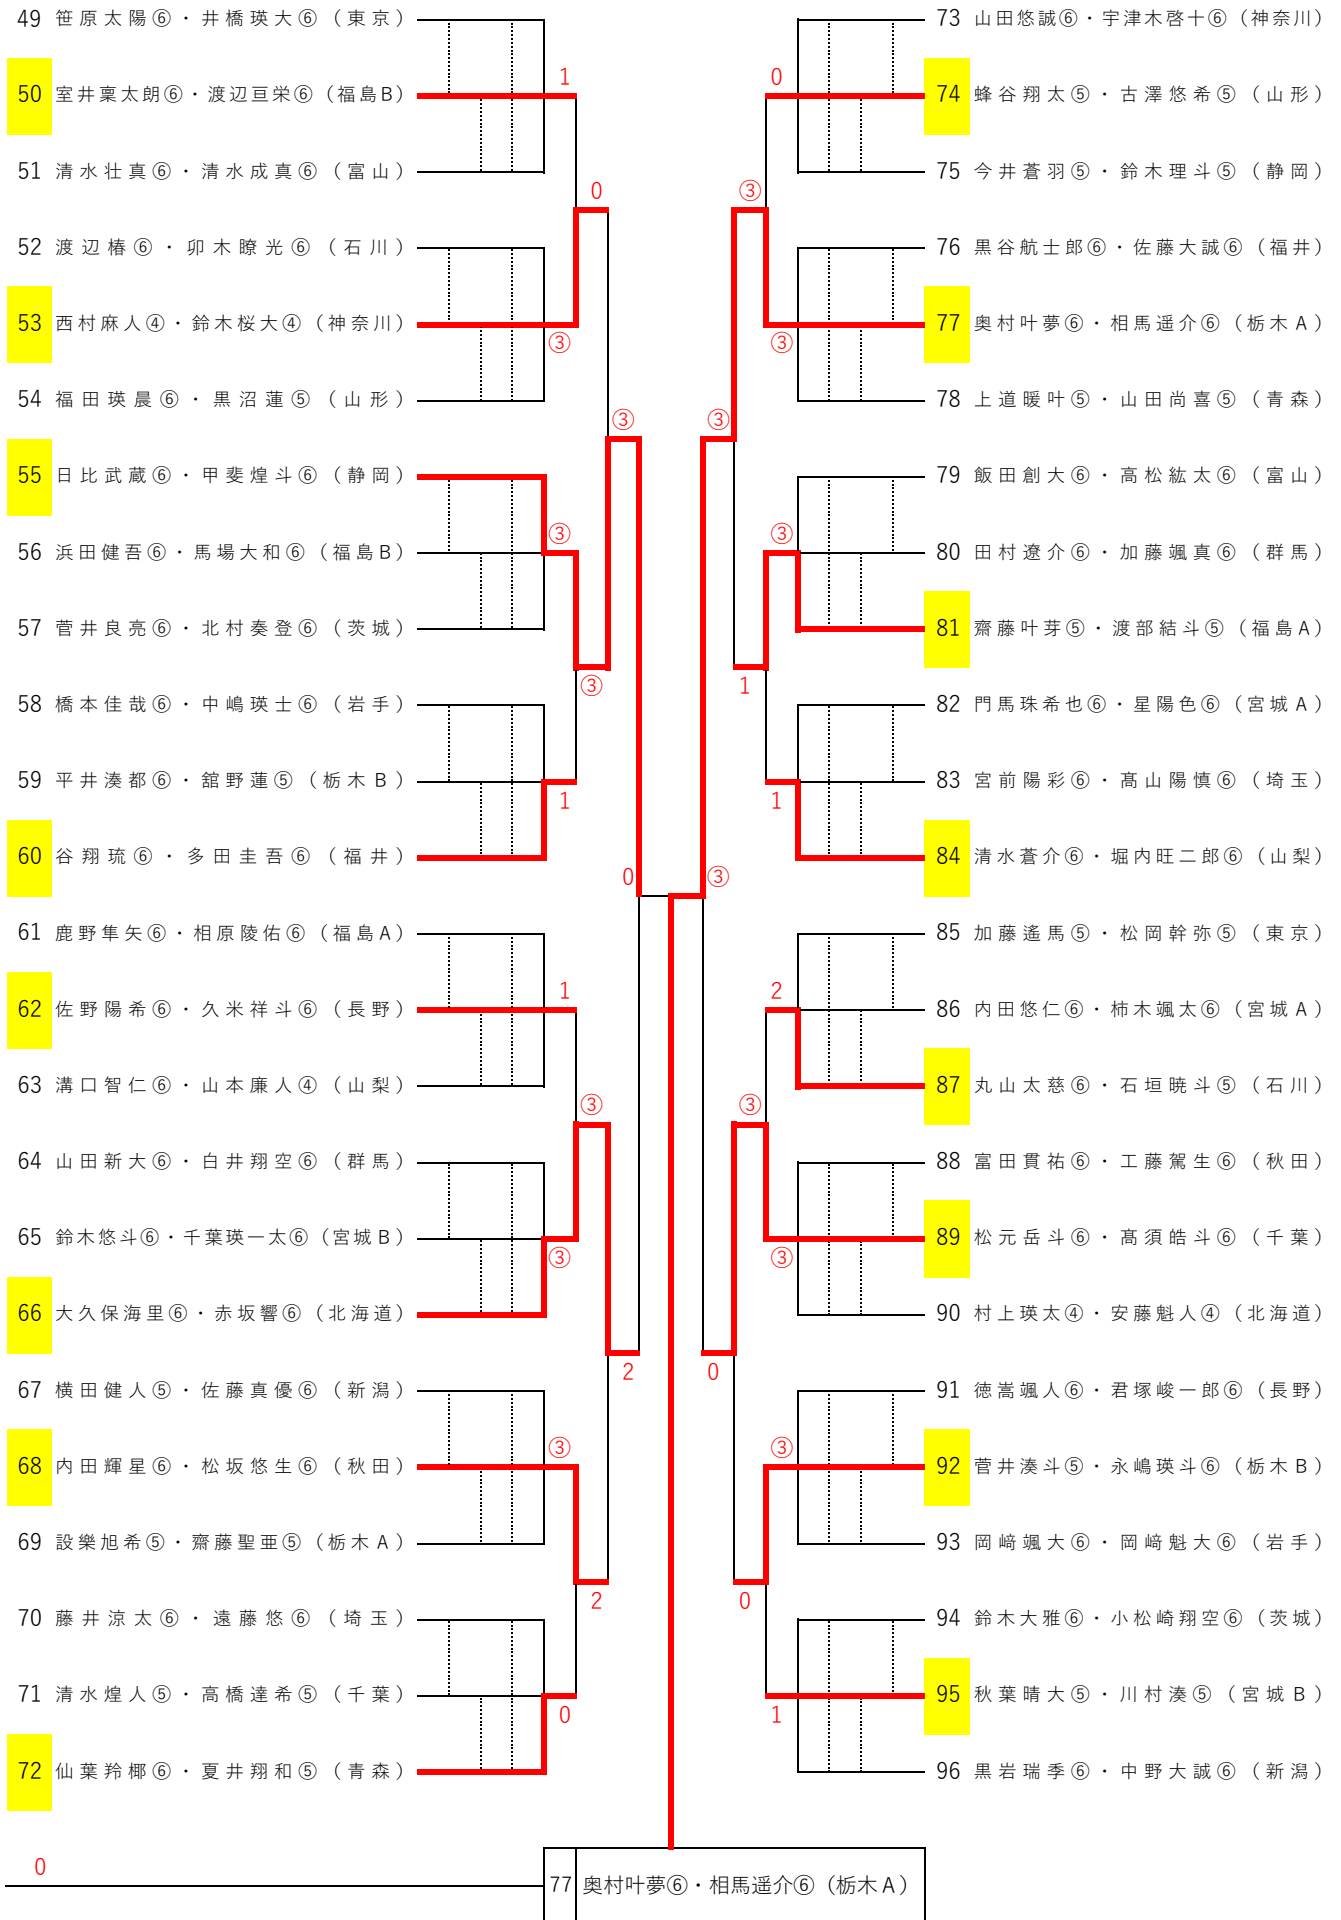 49 笹原太陽⑥・井橋瑛大⑥（東京）
50 室井稟太朗⑥・渡辺亘栄⑥（福島B）
51 清水壮真⑥・清水成真⑥（富山）
52 渡辺椿⑥・卯木瞭光⑥（石川）
53 西村麻人④・鈴木桜大④（神奈川）
54 福田瑛晨⑥・黒沼蓮⑤（山形）
55 日比武蔵⑥・甲斐煌斗⑥（静岡）
56 浜田健吾⑥・馬場大和⑥（福島B）
57 菅井良亮⑥・北村奏登⑥（茨城）
58 橋本佳哉⑥・中嶋瑛士⑥（岩手）
59 平井湊都⑥・舘野蓮⑤（栃木B）
60 谷翔琉⑥・多田圭吾⑥（福井）
61 鹿野隼矢⑥・相原陵佑⑥（福島A）
62 佐野陽希⑥・久米祥斗⑥（長野）
63 溝口智仁⑥・山本廉人④（山梨）
64 山田新大⑥・白井翔空⑥（群馬）
65 鈴木悠斗⑥・千葉瑛一太⑥（宮城B）
66 大久保海里⑥・赤坂響⑥（北海道）
67 横田健人⑤・佐藤真優⑥（新潟）
68 内田輝星⑥・松坂悠生⑥（秋田）
69 設樂旭希⑤・齋藤聖亜⑤（栃木A）
70 藤井涼太⑥・遠藤悠⑥（埼玉）
71 清水煌人⑤・高橋達希⑤（千葉）
72 仙葉羚椰⑥・夏井翔和⑤（青森）
1
0
③
③
③
③
1
0
1
③
③
2
③
2
0
0
③
③
③
③
1
1
③
2
③
③
0
③
0
1
73 山田悠誠⑥・宇津木啓十⑥（神奈川）
74 蜂谷翔太⑤・古澤悠希⑤（山形）
75 今井蒼羽⑤・鈴木理斗⑤（静岡）
76 黒谷航士郎⑥・佐藤大誠⑥（福井）
77 奥村叶夢⑥・相馬遥介⑥（栃木A）
78 上道暖叶⑤・山田尚喜⑤（青森）
79 飯田創大⑥・高松紘太⑥（富山）
80 田村遼介⑥・加藤颯真⑥（群馬）
81 齋藤叶芽⑤・渡部結斗⑤（福島A）
82 門馬珠希也⑥・星陽色⑥（宮城A）
83 宮前陽彩⑥・髙山陽慎⑥（埼玉）
84 清水蒼介⑥・堀内旺二郎⑥（山梨）
85 加藤遙馬⑤・松岡幹弥⑤（東京）
86 内田悠仁⑥・柿木颯太⑥（宮城A）
87 丸山太慈⑥・石垣暁斗⑤（石川）
88 富田貫祐⑥・工藤駕生⑥（秋田）
89 松元岳斗⑥・髙須皓斗⑥（千葉）
90 村上瑛太④・安藤魁人④（北海道）
91 徳嵩颯人⑥・君塚峻一郎⑥（長野）
92 菅井湊斗⑤・永嶋瑛斗⑥（栃木B）
93 岡﨑颯大⑥・岡﨑魁大⑥（岩手）
94 鈴木大雅⑥・小松崎翔空⑥（茨城）
95 秋葉晴大⑤・川村湊⑤（宮城B）
96 黒岩瑞季⑥・中野大誠⑥（新潟）
0
77 奥村叶夢⑥・相馬遥介⑥（栃木A）